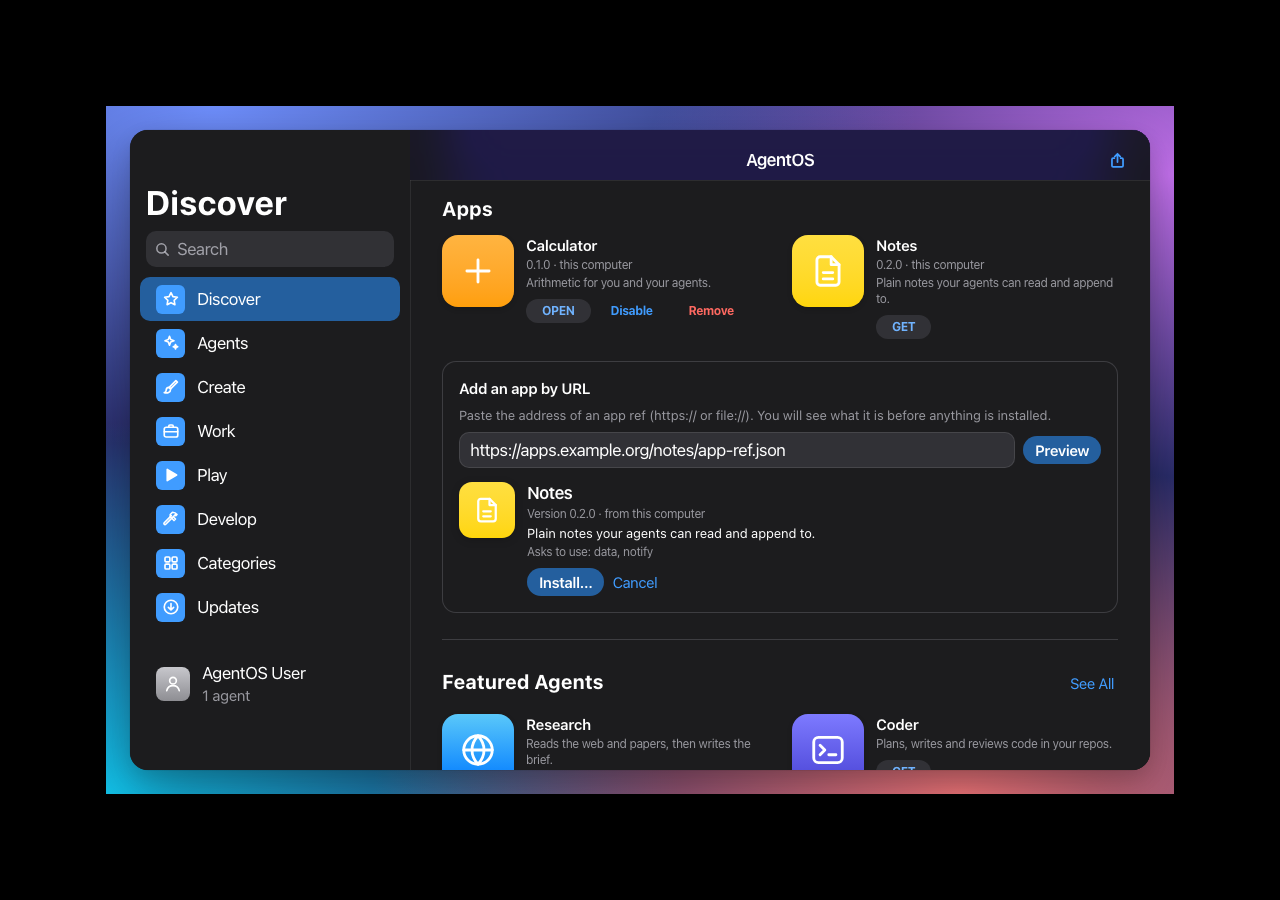 AgentOS
Discover
Search
Discover
Agents
Create
Work
Play
Develop
Categories
Updates
AgentOS User
1 agent
Apps
Calculator
0.1.0 · this computer
Arithmetic for you and your agents.
OPEN
Disable
Remove
Notes
0.2.0 · this computer
Plain notes your agents can read and append
to.
GET
Add an app by URL
Paste the address of an app ref (https:// or file://). You will see what it is before anything is installed.
https://apps.example.org/notes/app-ref.json
Preview
Notes
Version 0.2.0 · from this computer
Plain notes your agents can read and append to.
Asks to use: data, notify
Install…
Cancel
Featured Agents
See All
Research
Reads the web and papers, then writes the
brief.
Coder
Plans, writes and reviews code in your repos.
GET